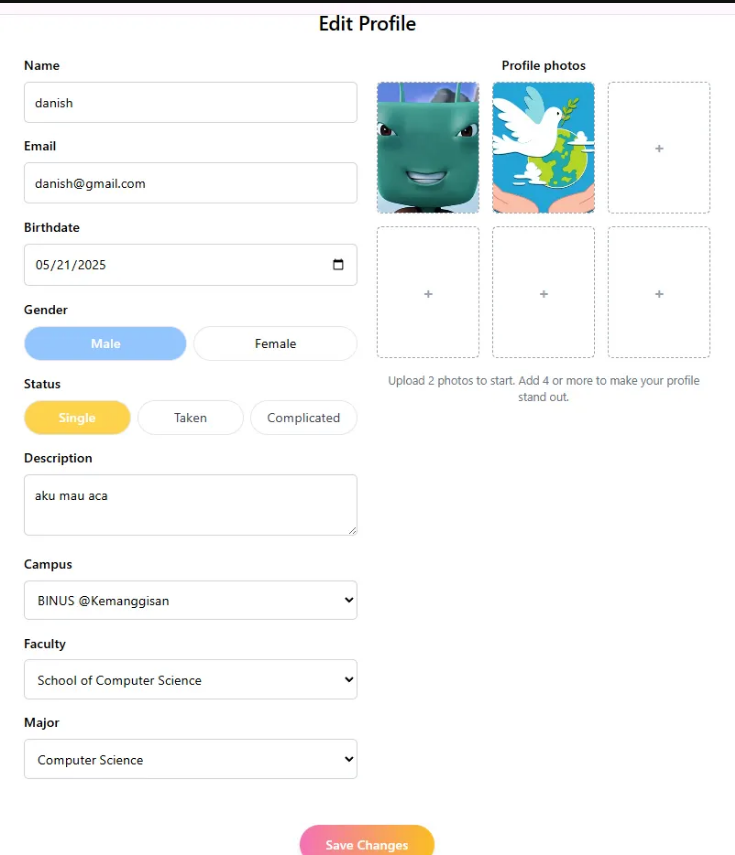 Edit Profile
Name
danish
Email
danish@gmail.com
Birthdate
05/21/2025
Gender
Male
Female
Status
Single
Taken
Complicated
Description
aku mau aca
Campus
BINUS @Kemanggisan
Faculty
School of Computer Science
Major
Computer Science
Profile photos
+
+
+
+
Upload 2 photos to start. Add 4 or more to make your profile
stand out.
Save Changes